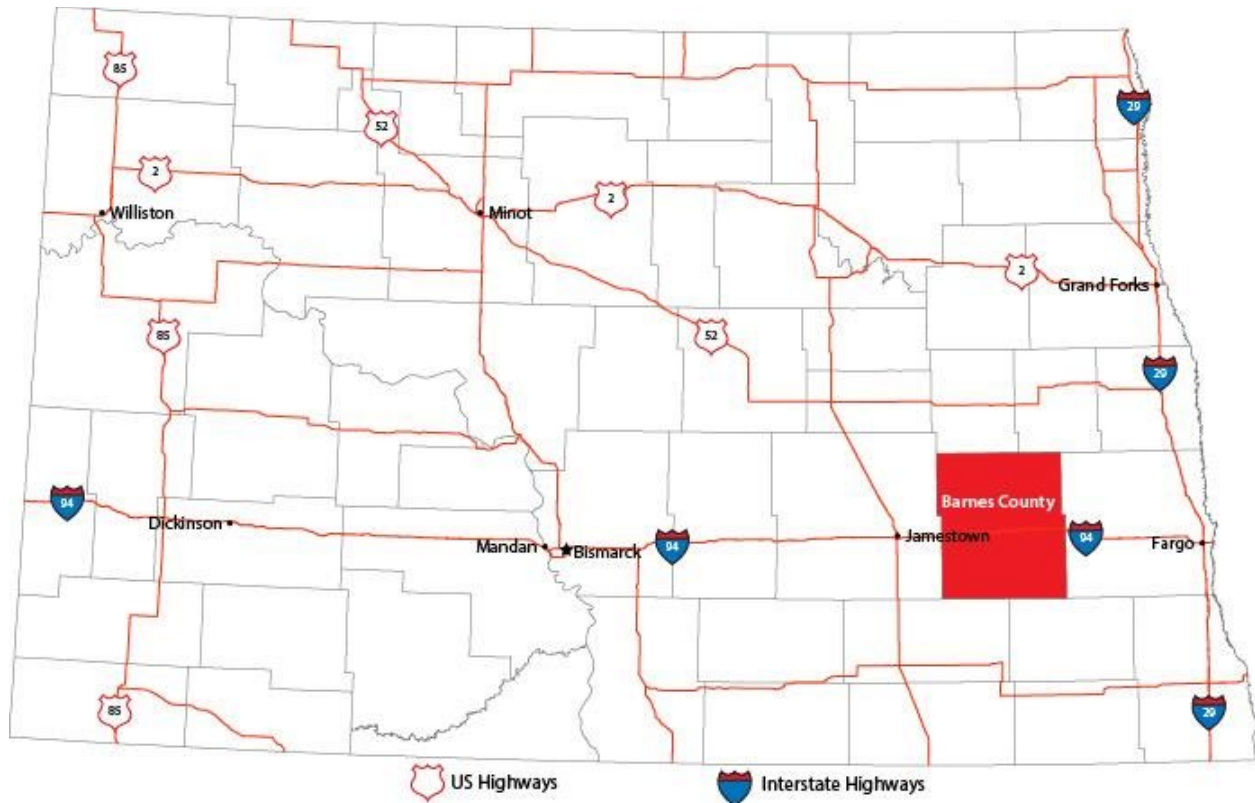 85
29
52
2
Williston
Minot
2
2
Grand Forks
85
52
29
Barnes County
94
Dickinson
Jamestown
94
Mandan
Bismarck
94
Fargo
85
29
US Highways
Interstate Highways